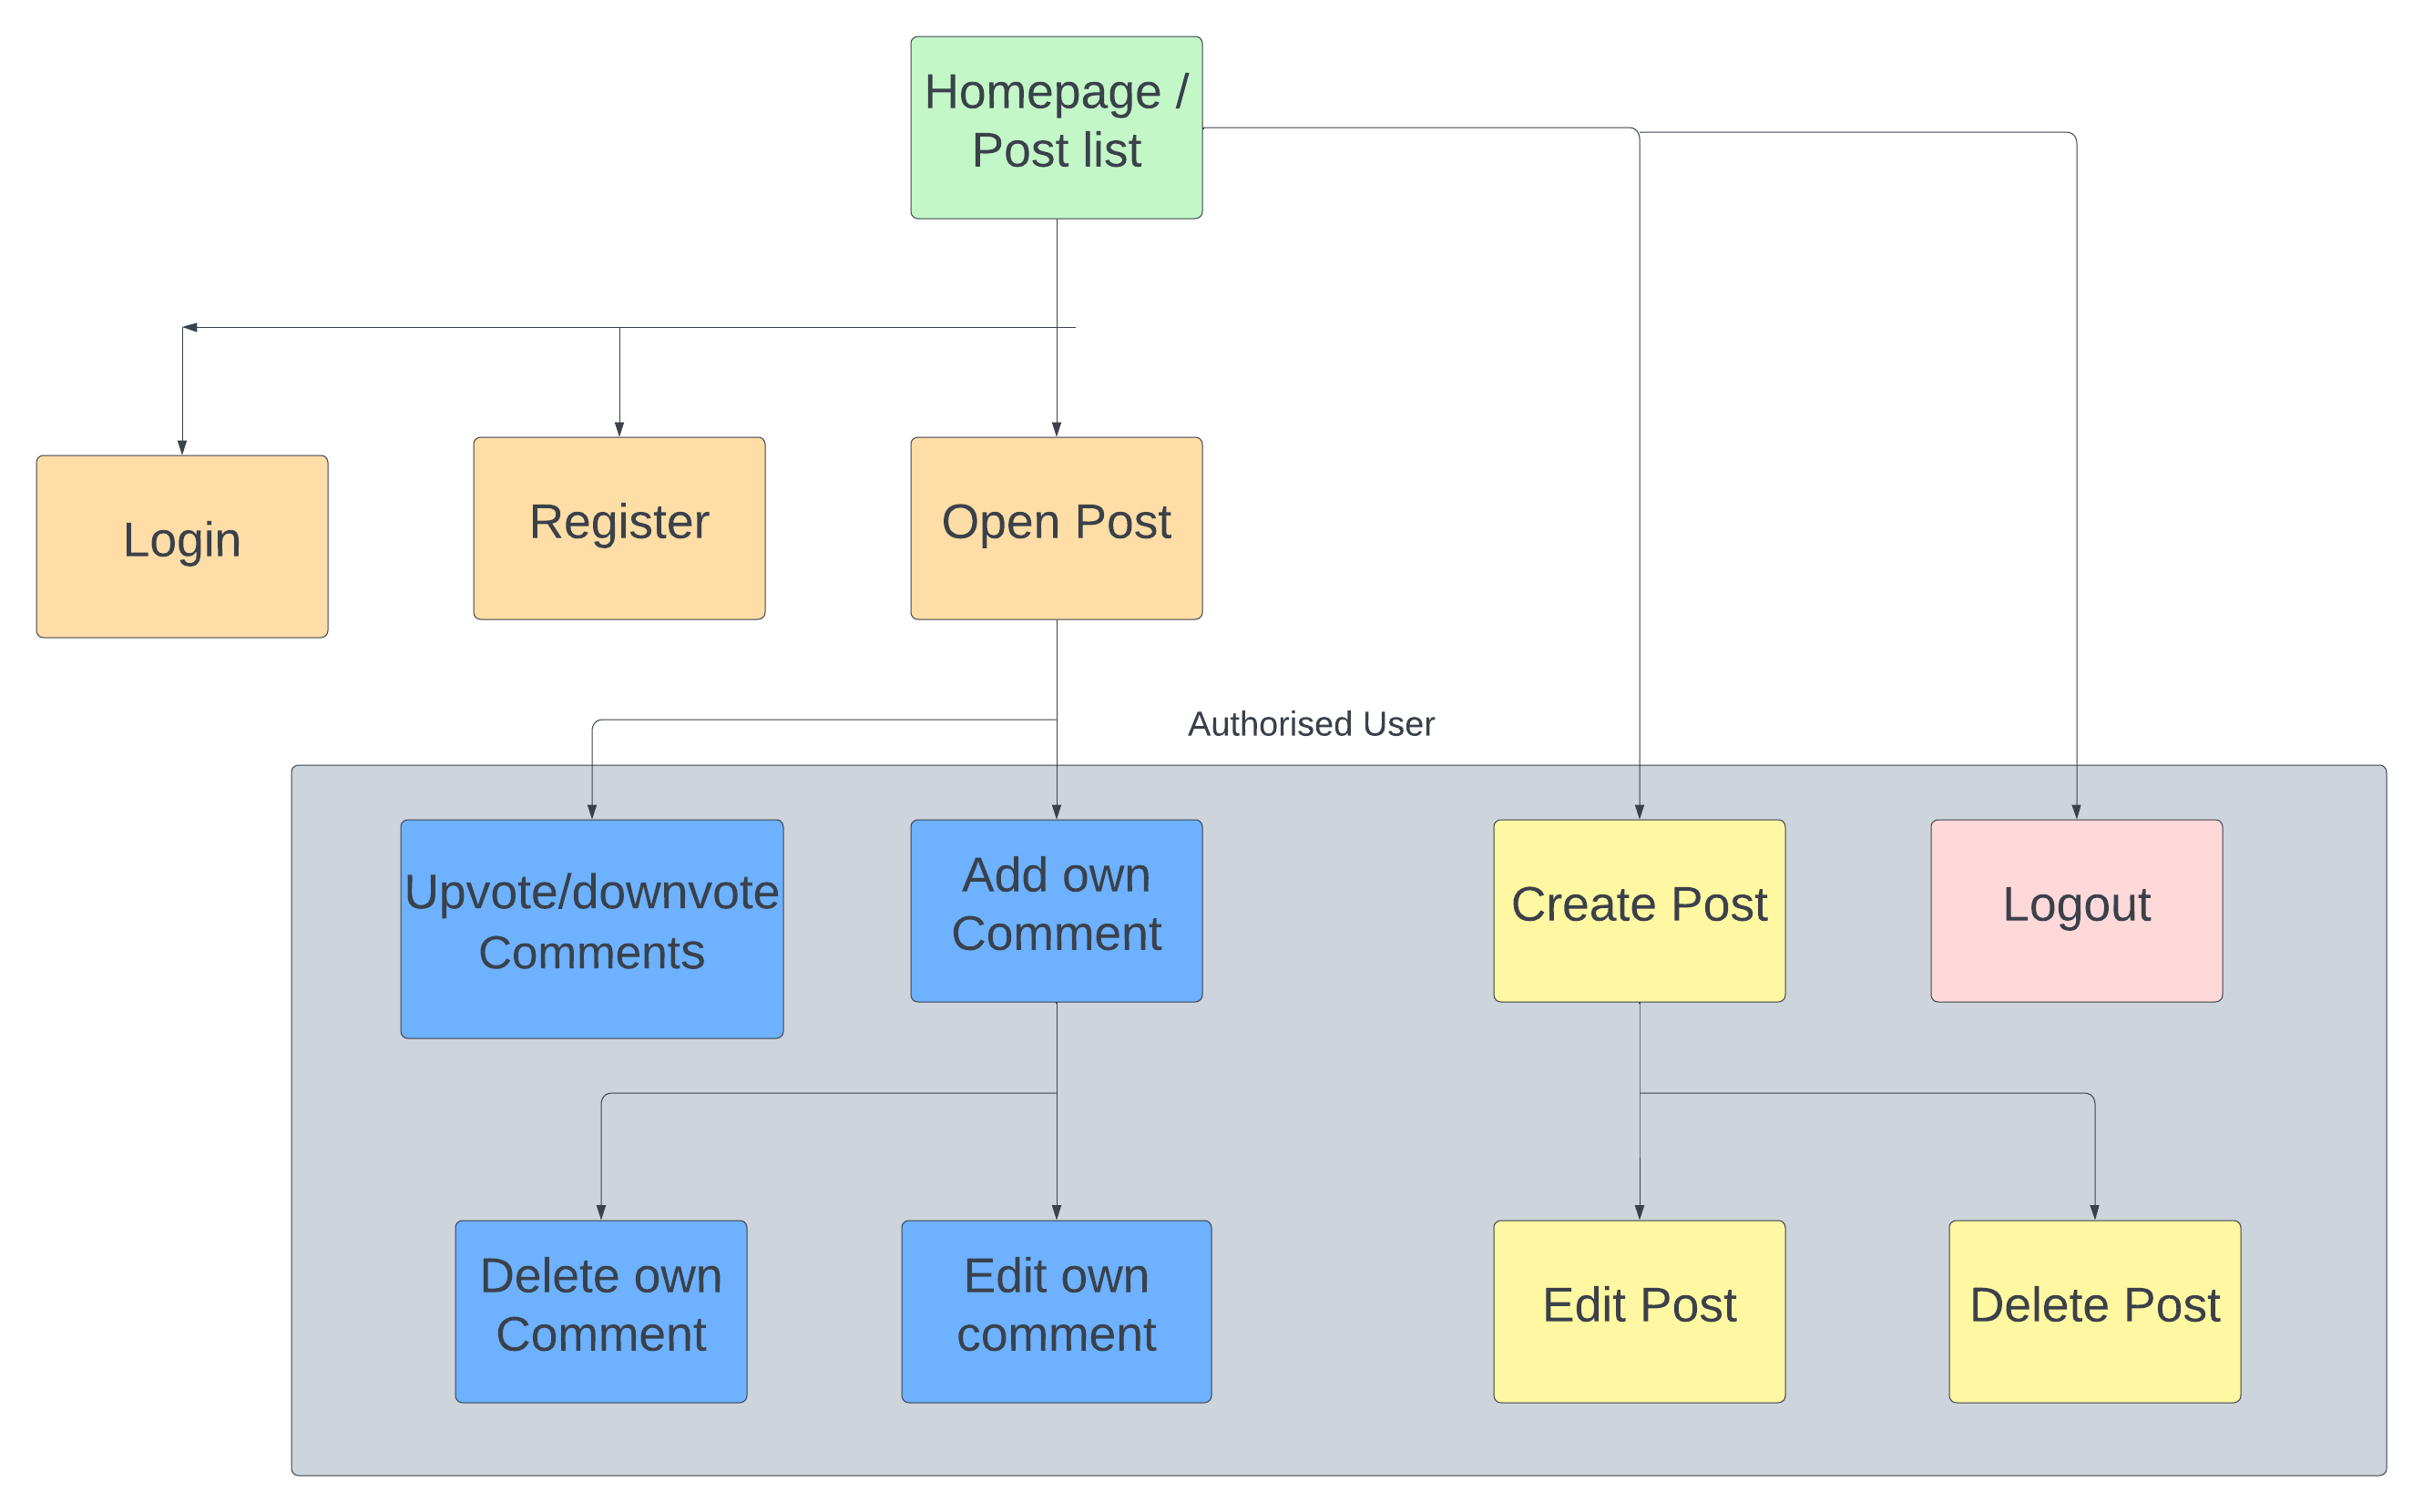 Homepage /
Post list
Login
Register
Open Post
Authorised User
Upvote/downvote
Comments
Add own
Comment
Create Post
Logout
Delete own
Comment
Edit own
comment
Edit Post
Delete Post